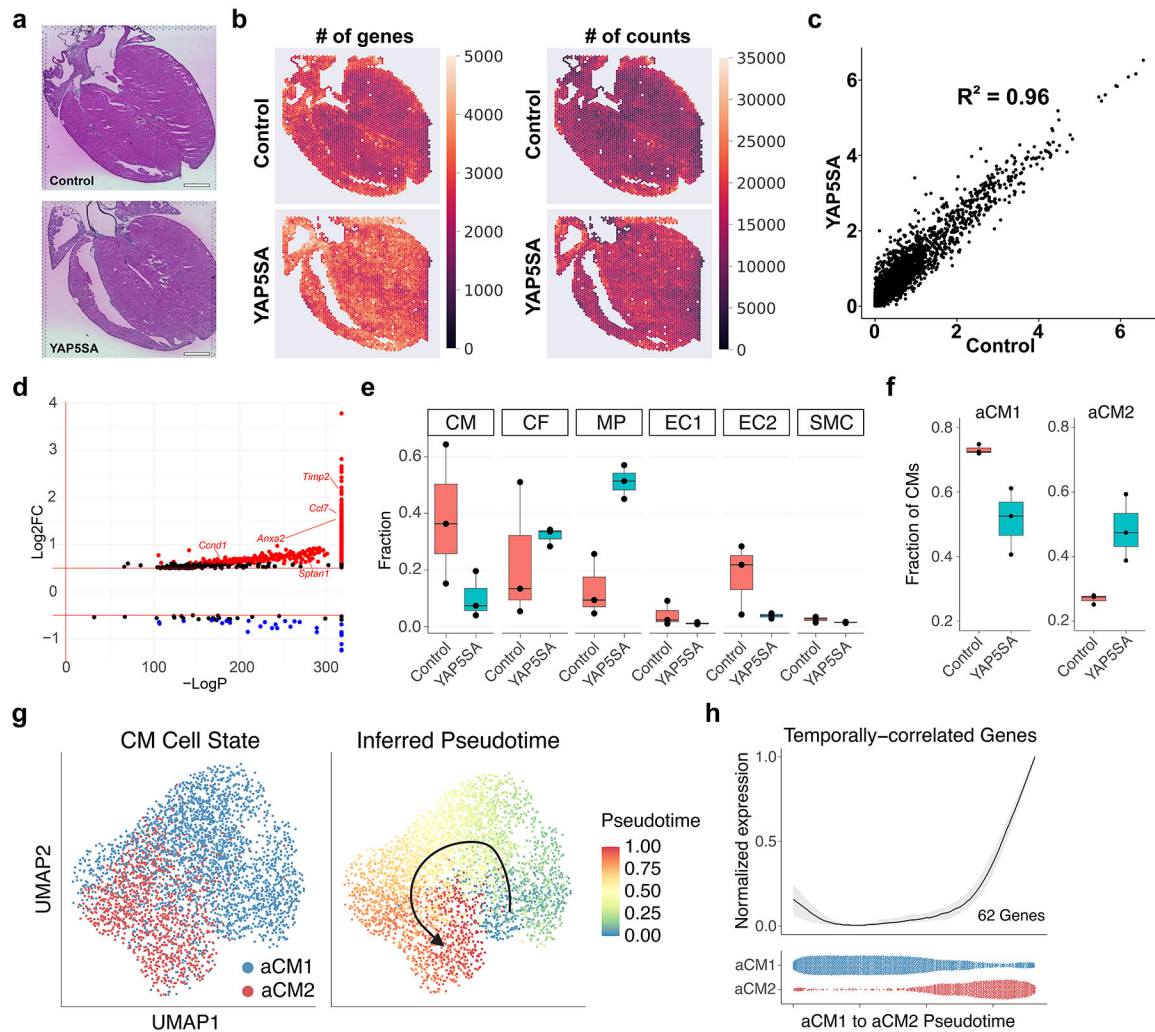 a
Control
YAP5SA
b
# of genes
# of counts
Control
YAP5SA
5000
4000
3000
2000
1000
0
Control
YAP5SA
35000
30000
25000
20000
15000
10000
5000
0
c
R² = 0.96
YAP5SA
6
4
2
0
0 2 4 6
Control
d
Log2FC
4
3
2
1
0
−1
Timp2
Ccl7
Anxa2
Ccnd1
Sptan1
0 100 200 300
−LogP
e
CM CF MP EC1 EC2 SMC
Fraction
0.6
0.4
0.2
0.0
Control YAP5SA Control YAP5SA Control YAP5SA Control YAP5SA Control YAP5SA Control YAP5SA
f
aCM1 aCM2
Fraction of CMs
0.8 0.8
0.6 0.6
0.4 0.4
0.2 0.2
Control YAP5SA Control YAP5SA
g
CM Cell State
Inferred Pseudotime
UMAP2
aCM1
aCM2
UMAP1
Pseudotime
1.00
0.75
0.50
0.25
0.00
h
Temporally−correlated Genes
Normalized expression
1.0
0.5
0.0
62 Genes
aCM1
aCM2
aCM1 to aCM2 Pseudotime